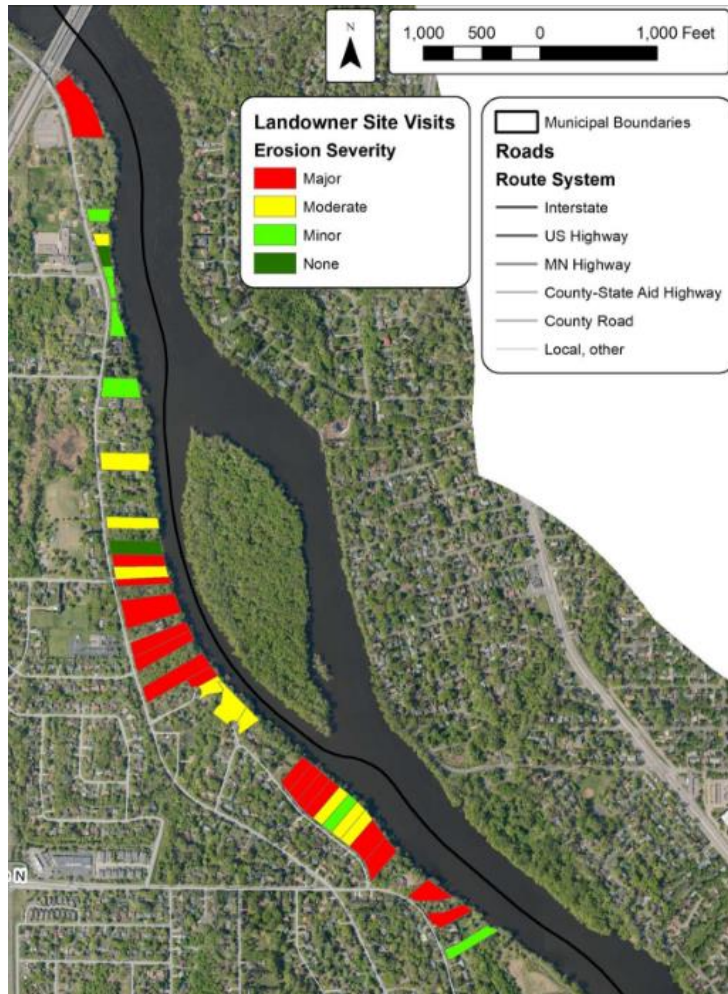 N
1,000 500 0 1,000 Feet
Landowner Site Visits
Erosion Severity
Major
Moderate
Minor
None
Municipal Boundaries
Roads
Route System
Interstate
US Highway
MN Highway
County-State Aid Highway
County Road
Local, other
N